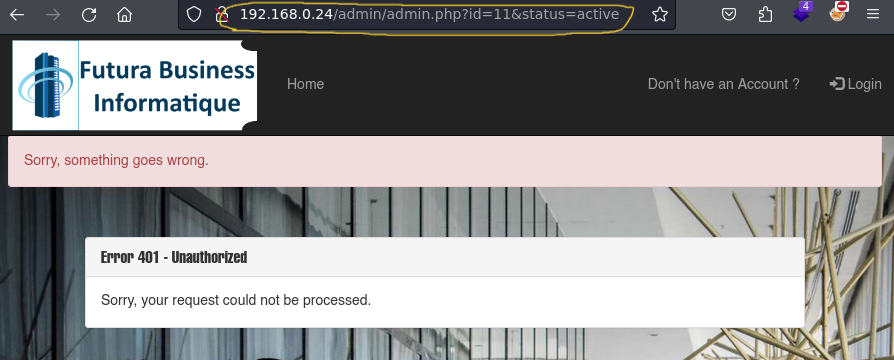 192.168.0.24/admin/admin.php?id=11&status=active
4
Futura Business
Informatique
Home
Don't have an Account ?
Login
Sorry, something goes wrong.
Error 401 - Unauthorized
Sorry, your request could not be processed.